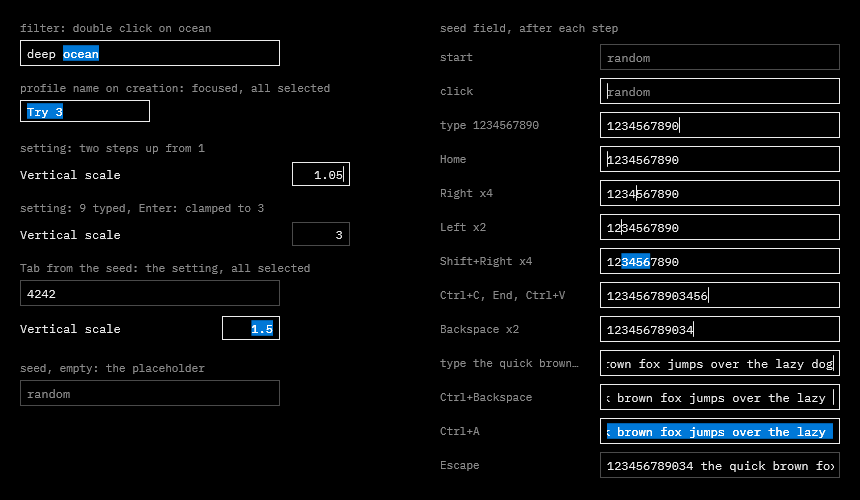 filter: double click on ocean
deep ocean
profile name on creation: focused, all selected
Try 3
setting: two steps up from 1
Vertical scale 1.05
setting: 9 typed, Enter: clamped to 3
Vertical scale 3
Tab from the seed: the setting, all selected
4242
Vertical scale 1.5
seed, empty: the placeholder
random
seed field, after each step
start random
click random
type 1234567890 1234567890
Home 1234567890
Right x4 1234567890
Left x2 1234567890
Shift+Right x4 1234567890
Ctrl+C, End, Ctrl+V 12345678903456
Backspace x2 123456789034
type the quick brown… rown fox jumps over the lazy dog
Ctrl+Backspace k brown fox jumps over the lazy
Ctrl+A k brown fox jumps over the lazy
Escape 123456789034 the quick brown fox